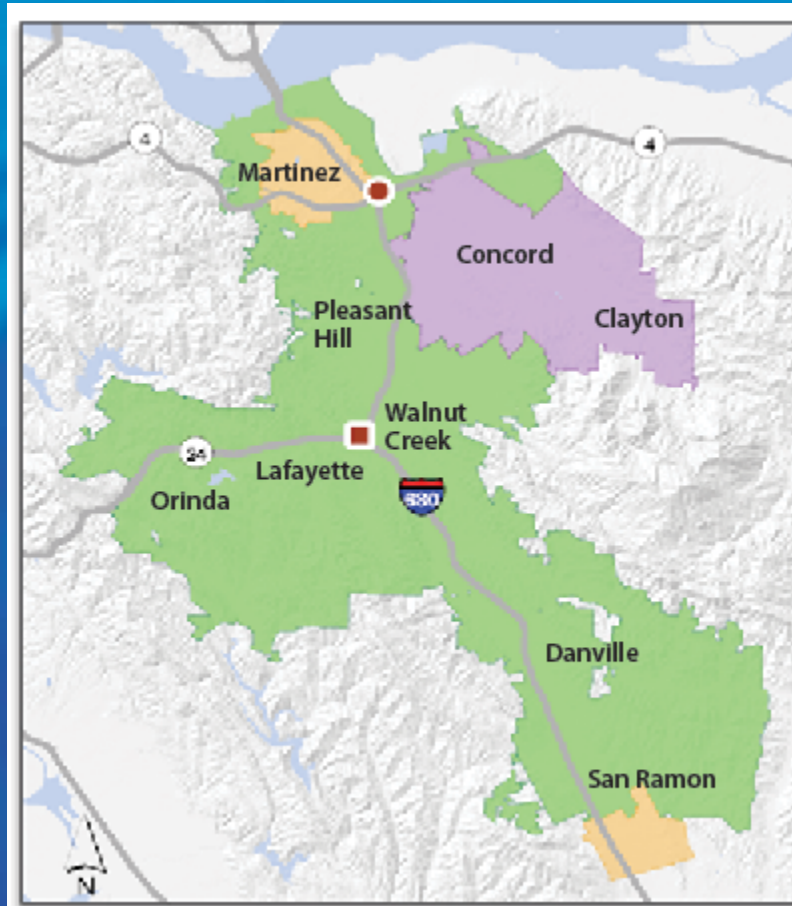 4
4
Martinez
Concord
Pleasant
Hill
Clayton
Walnut
Creek
24
Lafayette
Orinda
680
Danville
San Ramon
N